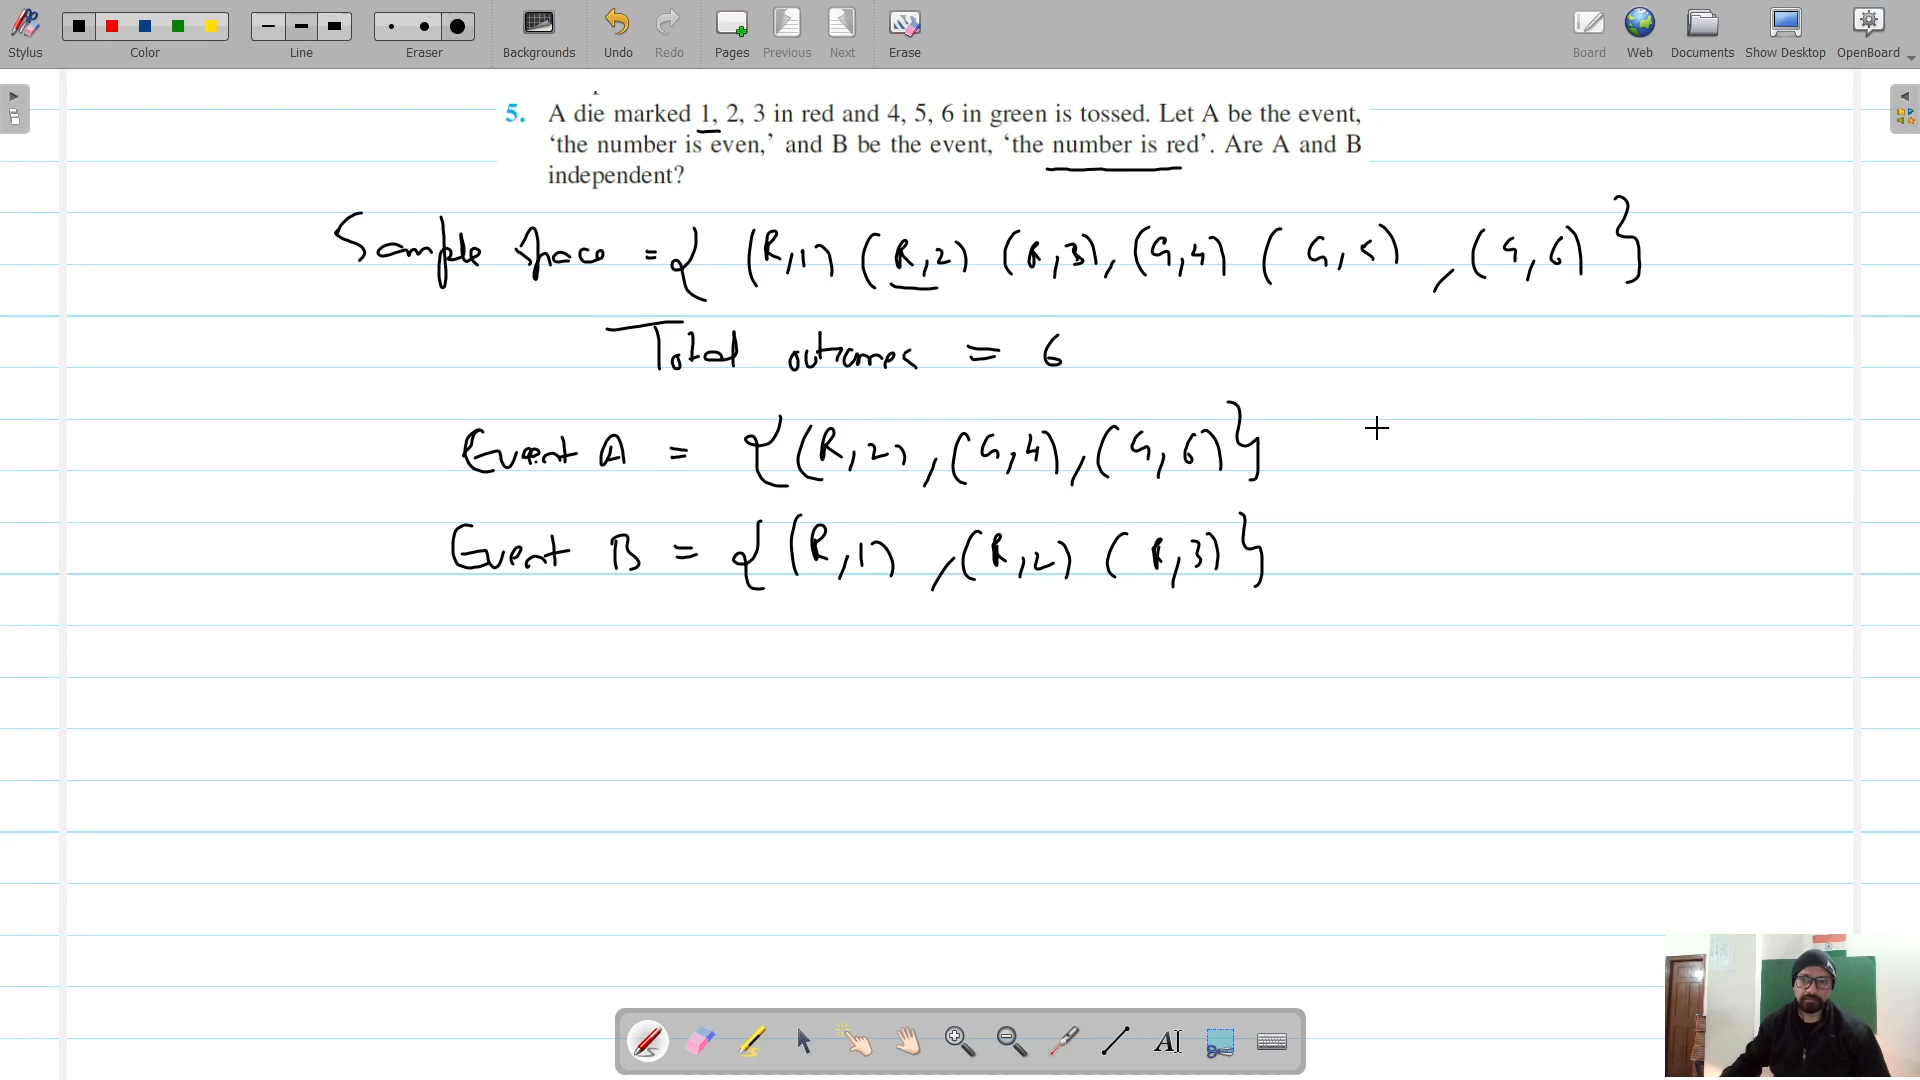 Stylus Color Line Eraser Backgrounds Undo Redo Pages Previous Next Erase Board Web Documents Show Desktop OpenBoard
5. A die marked 1, 2, 3 in red and 4, 5, 6 in green is tossed. Let A be the event,
‘the number is even,’ and B be the event, ‘the number is red’. Are A and B
independent?
Sample Space = { (R,1) (R,2) (R,3), (G,4) (G,5) , (G,6) }
Total outcomes = 6
Event A = { (R,2) , (G,4) , (G,6) }
Event B = { (R,1) , (R,2) (R,3) }